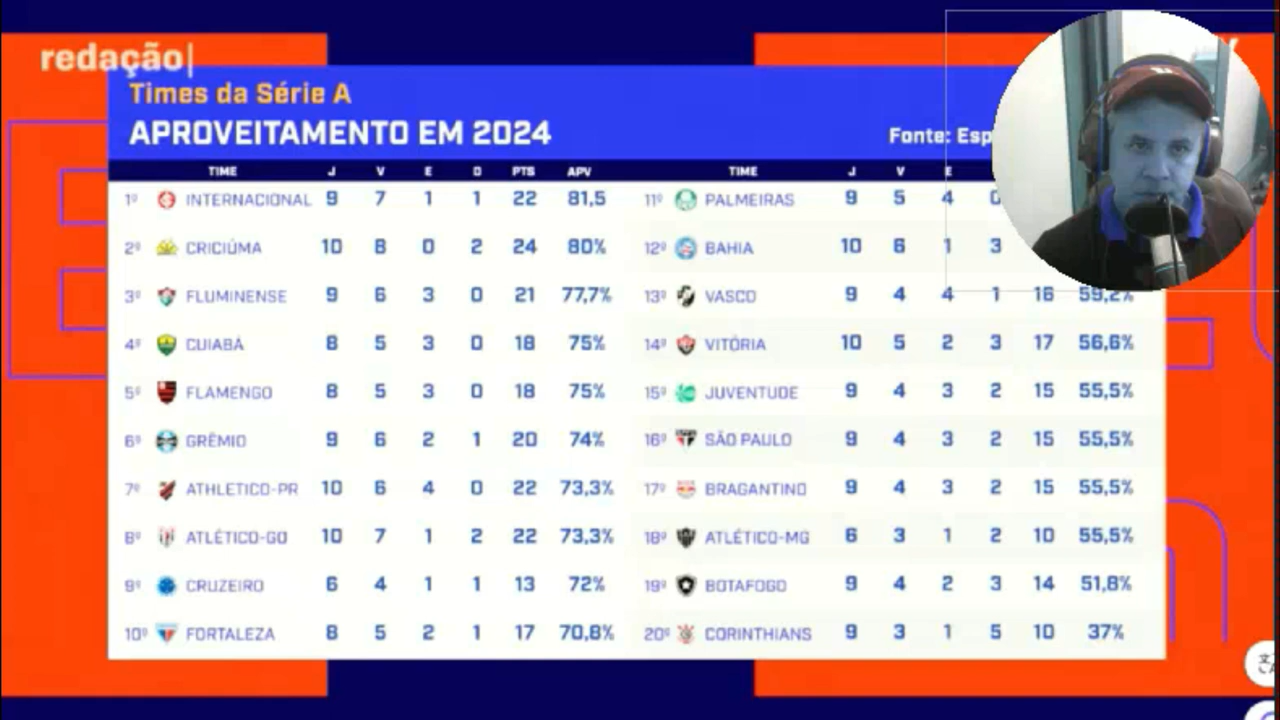 redação|
Times da Série A
APROVEITAMENTO EM 2024
Fonte: Esp
TIME J V E D PTS APV
1º INTERNACIONAL 9 7 1 1 22 81,5
2º CRICIÚMA 10 8 0 2 24 80%
3º FLUMINENSE 9 6 3 0 21 77,7%
4º CUIABÁ 8 5 3 0 18 75%
5º FLAMENGO 8 5 3 0 18 75%
6º GRÊMIO 9 6 2 1 20 74%
7º ATHLETICO-PR 10 6 4 0 22 73,3%
8º ATLÉTICO-GO 10 7 1 2 22 73,3%
9º CRUZEIRO 6 4 1 1 13 72%
10º FORTALEZA 8 5 2 1 17 70,8%
TIME J V E
11º PALMEIRAS 9 5 4 0
12º BAHIA 10 6 1 3
13º VASCO 9 4 4 1 16 59,2%
14º VITÓRIA 10 5 2 3 17 56,6%
15º JUVENTUDE 9 4 3 2 15 55,5%
16º SÃO PAULO 9 4 3 2 15 55,5%
17º BRAGANTINO 9 4 3 2 15 55,5%
18º ATLÉTICO-MG 6 3 1 2 10 55,5%
19º BOTAFOGO 9 4 2 3 14 51,8%
20º CORINTHIANS 9 3 1 5 10 37%